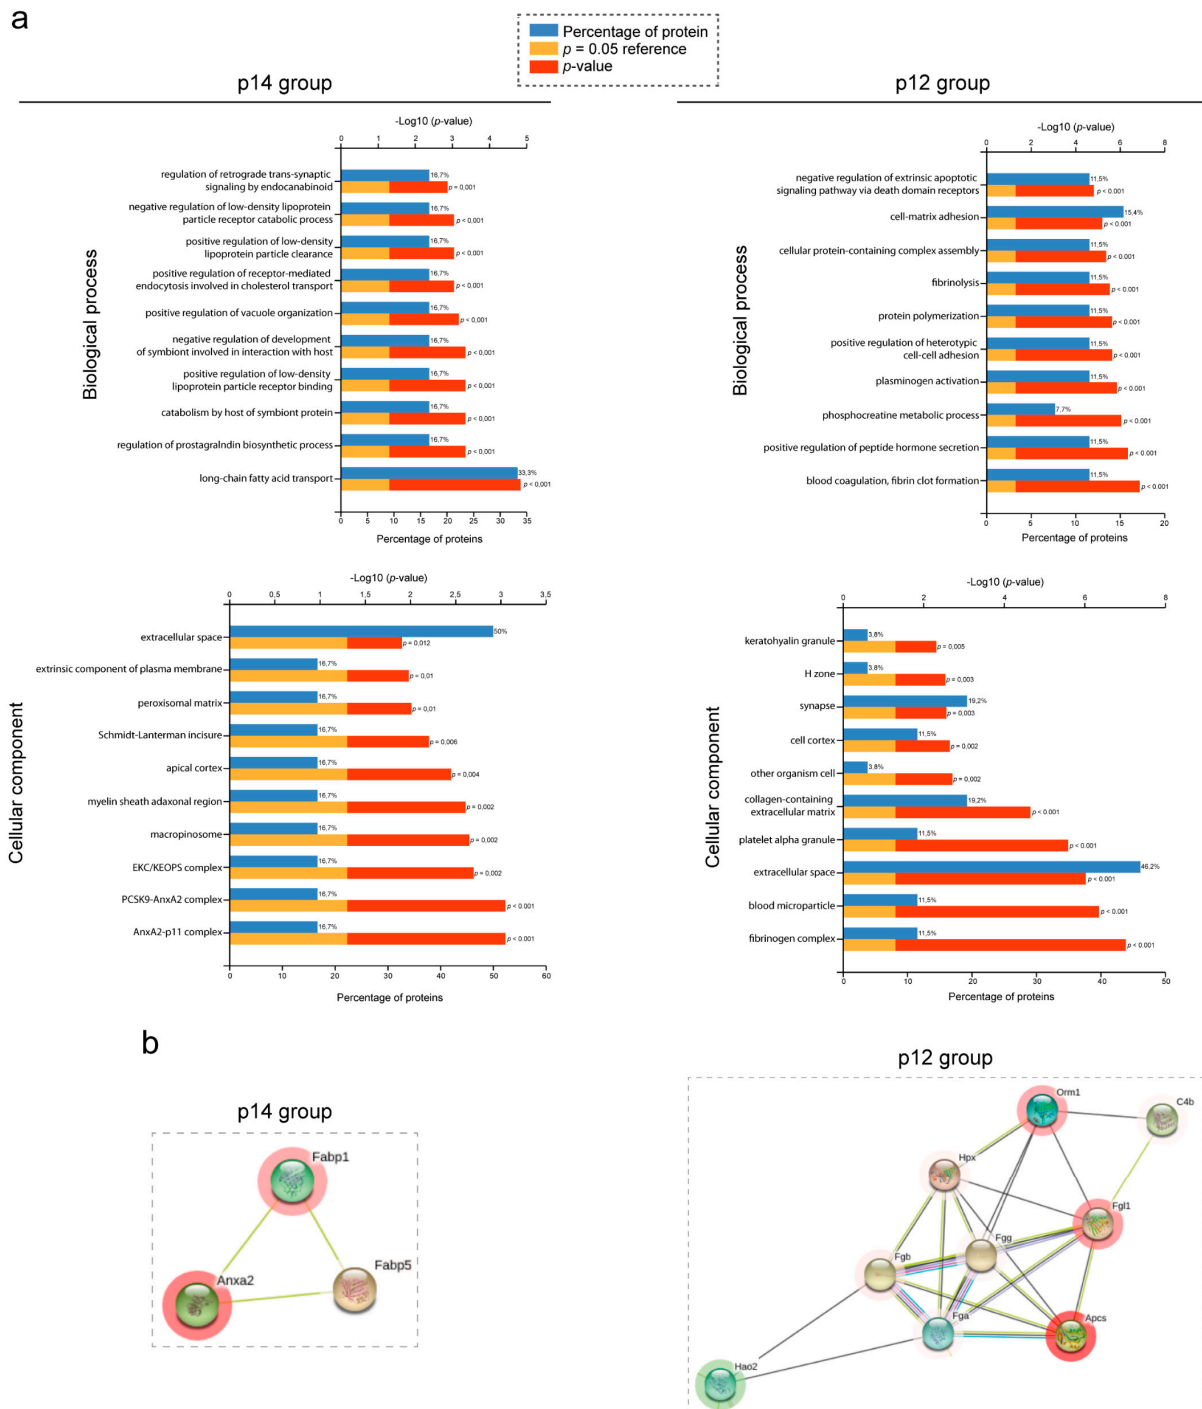 a
Percentage of protein
p = 0.05 reference
p-value
p14 group
-Log10 (p-value)
0 1 2 3 4 5
Biological process
regulation of retrograde trans-synaptic
signaling by endocanabinoid
16,7%
p = 0,001
negative regulation of low-density lipoprotein
particle receptor catabolic process
16,7%
p < 0,001
positive regulation of low-density
lipoprotein particle clearance
16,7%
p < 0,001
positive regulation of receptor-mediated
endocytosis involved in cholesterol transport
16,7%
p < 0,001
positive regulation of vacuole organization
16,7%
p < 0,001
negative regulation of development
of symbiont involved in interaction with host
16,7%
p < 0,001
positive regulation of low-density
lipoprotein particle receptor binding
16,7%
p < 0,001
catabolism by host of symbiont protein
16,7%
p < 0,001
regulation of prostagralndin biosynthetic process
16,7%
p < 0,001
long-chain fatty acid transport
33,3%
p < 0,001
0 5 10 15 20 25 30 35
Percentage of proteins
p12 group
-Log10 (p-value)
0 2 4 6 8
Biological process
negative regulation of extrinsic apoptotic
signaling pathway via death domain receptors
11,5%
p < 0,001
cell-matrix adhesion
15,4%
p < 0,001
cellular protein-containing complex assembly
11,5%
p < 0,001
fibrinolysis
11,5%
p < 0,001
protein polymerization
11,5%
p < 0,001
positive regulation of heterotypic
cell-cell adhesion
11,5%
p < 0,001
plasminogen activation
11,5%
p < 0,001
phosphocreatine metabolic process
7,7%
p < 0,001
positive regulation of peptide hormone secretion
11,5%
p < 0,001
blood coagulation, fibrin clot formation
11,5%
p < 0,001
0 5 10 15 20
Percentage of proteins
-Log10 (p-value)
0 0,5 1 1,5 2 2,5 3 3,5
Cellular component
extracellular space
50%
p = 0,012
extrinsic component of plasma membrane
16,7%
p = 0,01
peroxisomal matrix
16,7%
p = 0,01
Schmidt-Lanterman incisure
16,7%
p = 0,006
apical cortex
16,7%
p = 0,004
myelin sheath adaxonal region
16,7%
p = 0,002
macropinosome
16,7%
p = 0,002
EKC/KEOPS complex
16,7%
p = 0,002
PCSK9-AnxA2 complex
16,7%
p < 0.001
AnxA2-p11 complex
16,7%
p < 0.001
0 10 20 30 40 50 60
Percentage of proteins
-Log10 (p-value)
0 2 4 6 8
Cellular component
keratohyalin granule
3,8%
p = 0,005
H zone
3,8%
p = 0,003
synapse
19,2%
p = 0,003
cell cortex
11,5%
p = 0,002
other organism cell
3,8%
p = 0,002
collagen-containing
extracellular matrix
19,2%
p < 0.001
platelet alpha granule
11,5%
p < 0.001
extracellular space
46,2%
p < 0.001
blood microparticle
11,5%
p < 0.001
fibrinogen complex
11,5%
p < 0.001
0 10 20 30 40 50
Percentage of proteins
b
p14 group
Fabp1
Anxa2
Fabp5
p12 group
Orm1
C4b
Hpx
Fgl1
Fgg
Fgb
Fga
Apcs
Hao2